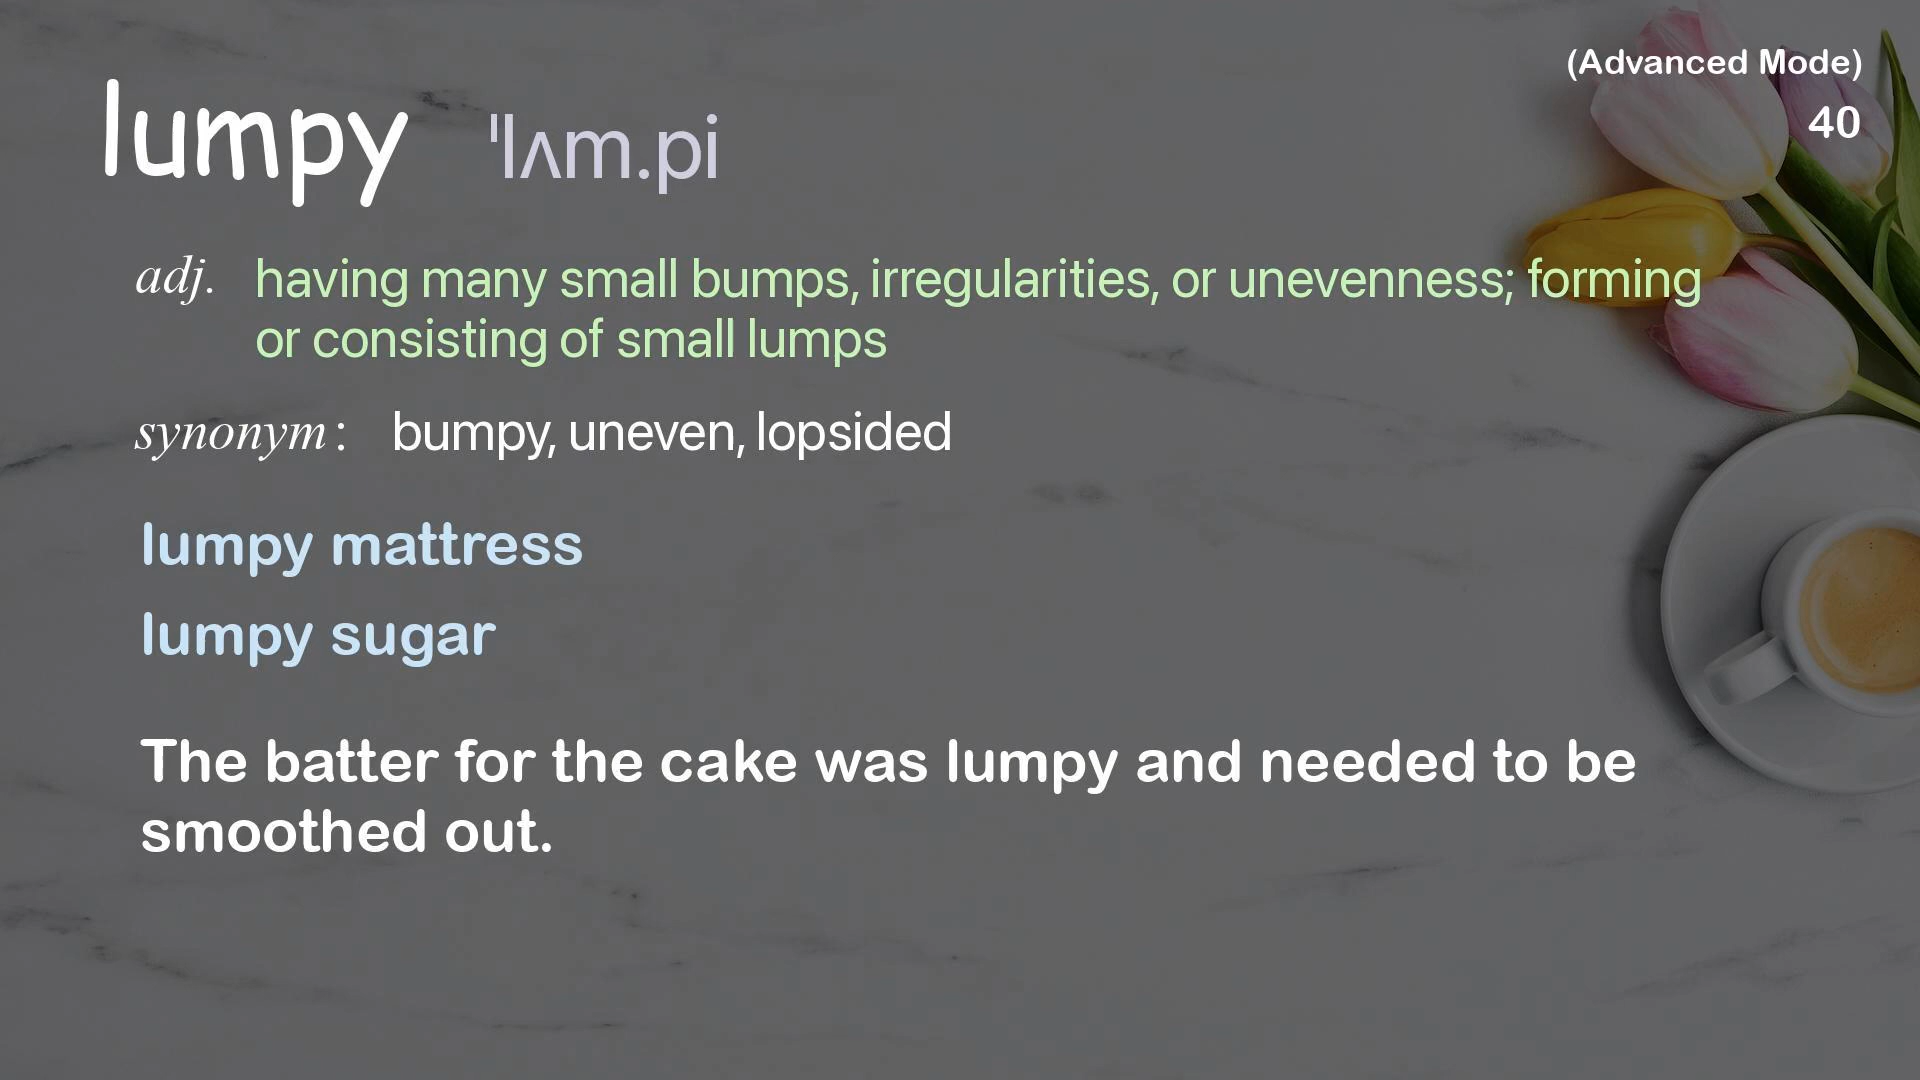 (Advanced Mode)
40
lumpy ˈlʌm.pi
adj. having many small bumps, irregularities, or unevenness; forming
or consisting of small lumps
synonym: bumpy, uneven, lopsided
lumpy mattress
lumpy sugar
The batter for the cake was lumpy and needed to be
smoothed out.